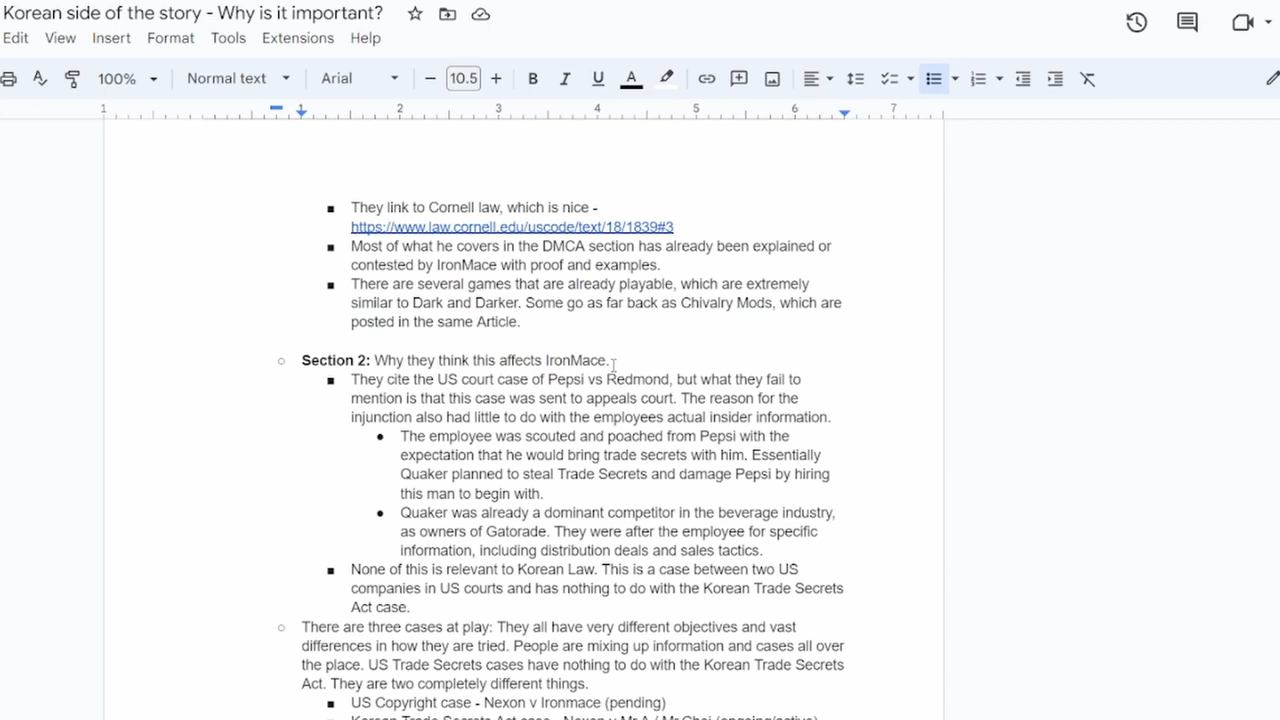 Korean side of the story - Why is it important?
Edit View Insert Format Tools Extensions Help
100% Normal text Arial 10.5 B I U A
1 1 2 3 4 5 6 7
They link to Cornell law, which is nice -
https://www.law.cornell.edu/uscode/text/18/1839#3
Most of what he covers in the DMCA section has already been explained or
contested by IronMace with proof and examples.
There are several games that are already playable, which are extremely
similar to Dark and Darker. Some go as far back as Chivalry Mods, which are
posted in the same Article.
Section 2: Why they think this affects IronMace.
They cite the US court case of Pepsi vs Redmond, but what they fail to
mention is that this case was sent to appeals court. The reason for the
injunction also had little to do with the employees actual insider information.
The employee was scouted and poached from Pepsi with the
expectation that he would bring trade secrets with him. Essentially
Quaker planned to steal Trade Secrets and damage Pepsi by hiring
this man to begin with.
Quaker was already a dominant competitor in the beverage industry,
as owners of Gatorade. They were after the employee for specific
information, including distribution deals and sales tactics.
None of this is relevant to Korean Law. This is a case between two US
companies in US courts and has nothing to do with the Korean Trade Secrets
Act case.
There are three cases at play: They all have very different objectives and vast
differences in how they are tried. People are mixing up information and cases all over
the place. US Trade Secrets cases have nothing to do with the Korean Trade Secrets
Act. They are two completely different things.
US Copyright case - Nexon v Ironmace (pending)
Korean Trade Secrets Act case - Nexon v Mr A / Mr Choi (ongoing/active)